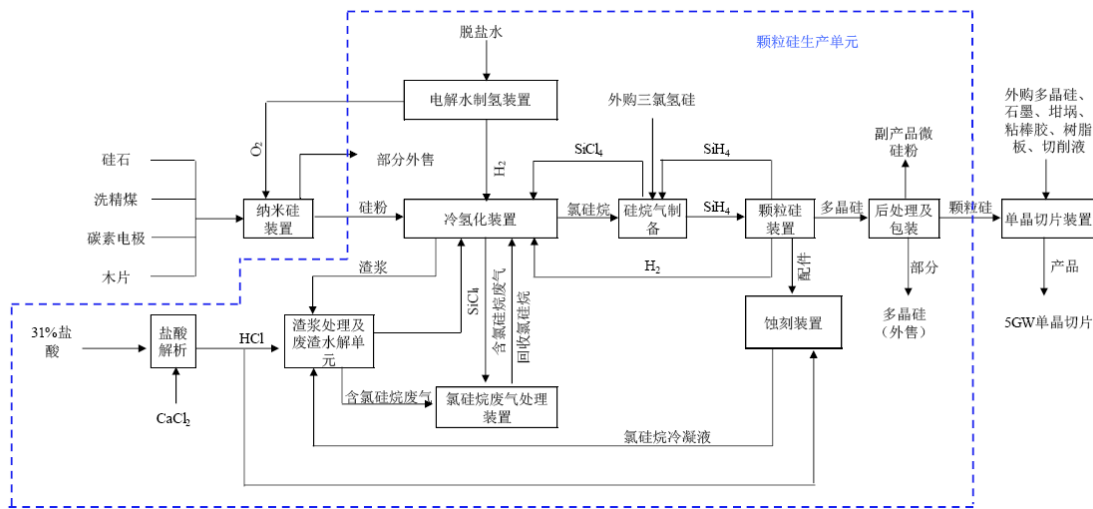 脱盐水
颗粒硅生产单元
电解水制氢装置
外购三氯氢硅
外购多晶硅、
石墨、坩埚、
粘棒胶、树脂
板、切削液
副产品微
硅粉
O₂
部分外售
H₂
SiCl₄
SiH₄
硅石
洗精煤
碳素电极
木片
纳米硅
装置
硅粉
冷氢化装置
氯硅烷
硅烷气制
备
SiH₄
颗粒硅
装置
多晶硅
后处理及
包装
颗粒硅
单晶切片装置
渣浆
H₂
配件
部分
产品
SiCl₄
含氯硅烷废气
回收氯硅烷
多晶硅
（外售）
5GW单晶切片
31%盐
酸
盐酸
解析
HCl
渣浆处理及
废渣水解单
元
蚀刻装置
含氯硅烷废气
氯硅烷废气处理
装置
CaCl₂
氯硅烷冷凝液